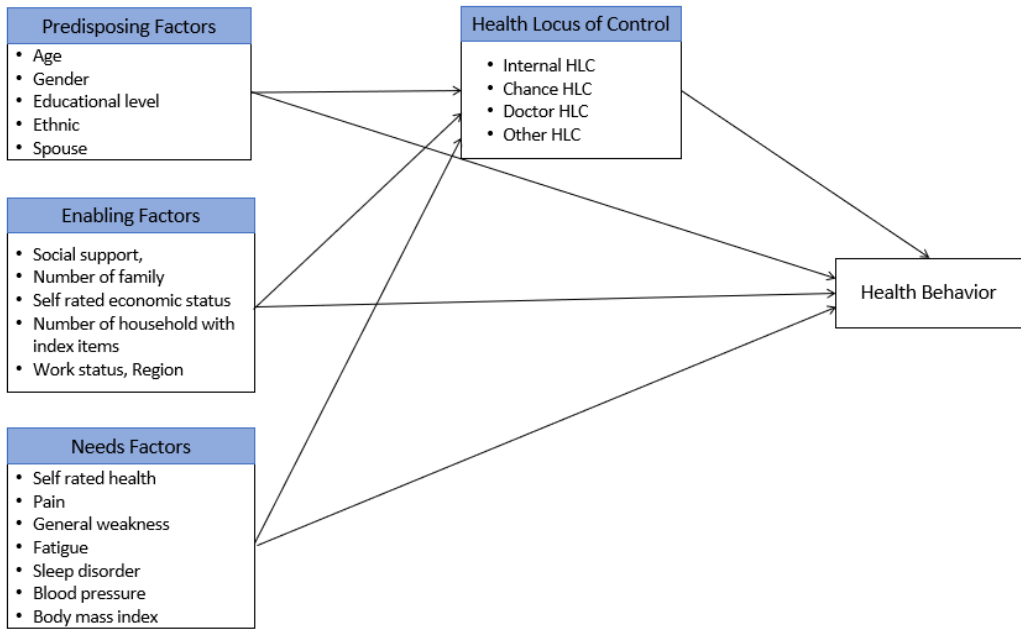 Predisposing Factors
• Age
• Gender
• Educational level
• Ethnic
• Spouse
Health Locus of Control
• Internal HLC
• Chance HLC
• Doctor HLC
• Other HLC
Enabling Factors
• Social support,
• Number of family
• Self rated economic status
• Number of household with
index items
• Work status, Region
Health Behavior
Needs Factors
• Self rated health
• Pain
• General weakness
• Fatigue
• Sleep disorder
• Blood pressure
• Body mass index